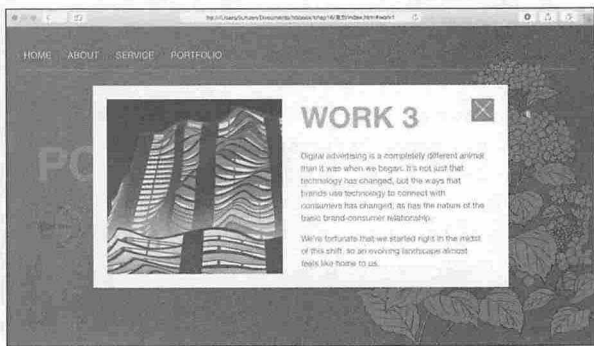 HOME ABOUT SERVICE PORTFOLIO
WORK 3
Digital advertising is a completely different animal
than it was when we began. It's not just that
technology has changed, but the ways that
brands use technology to connect with
consumers has changed, as has the nature of the
basic brand-consumer relationship.
We're fortunate that we started right in the midst
of this shift, so an evolving landscape almost
feels like home to us.